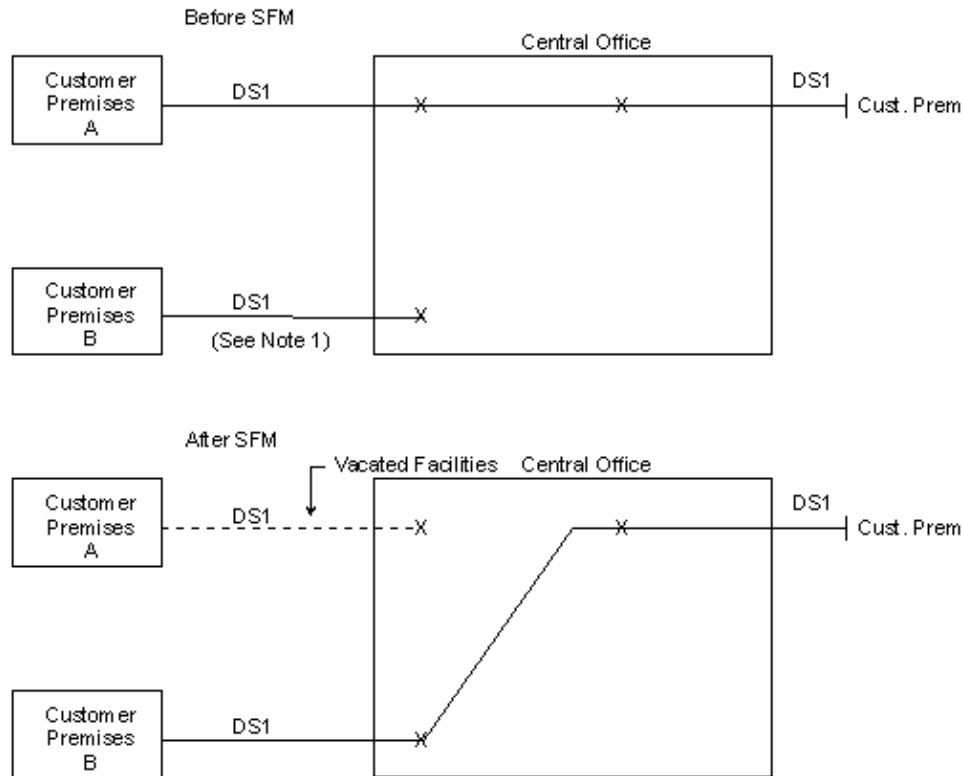 Before SFM
Central Office
Customer
Premises
A
DS1
X
X
DS1
Cust. Prem
Customer
Premises
B
DS1
(See Note 1)
X
After SFM
Vacated Facilities
Central Office
Customer
Premises
A
DS1
X
X
DS1
Cust. Prem
Customer
Premises
B
DS1
X